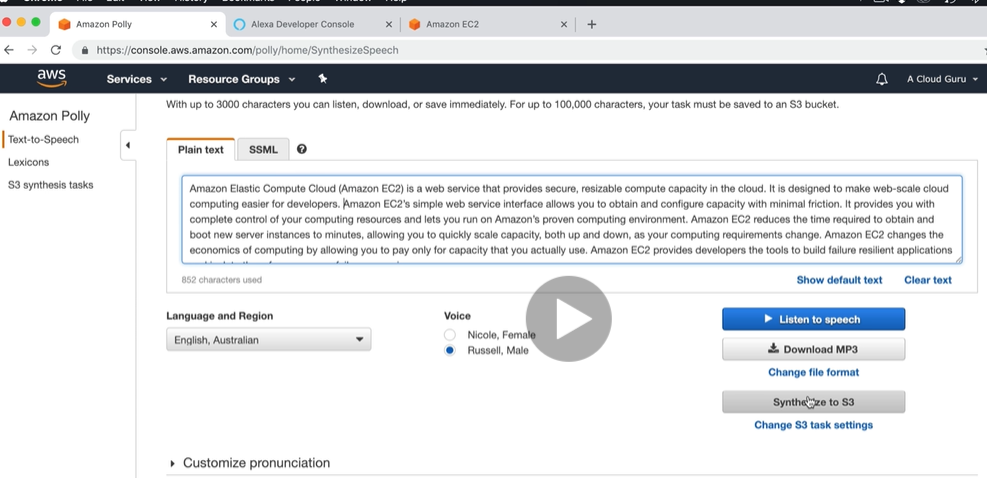 Amazon Polly
Alexa Developer Console
Amazon EC2
https://console.aws.amazon.com/polly/home/SynthesizeSpeech
aws
Services
Resource Groups
A Cloud Guru
Amazon Polly
Text-to-Speech
Lexicons
S3 synthesis tasks
With up to 3000 characters you can listen, download, or save immediately. For up to 100,000 characters, your task must be saved to an S3 bucket.
Plain text
SSML
Amazon Elastic Compute Cloud (Amazon EC2) is a web service that provides secure, resizable compute capacity in the cloud. It is designed to make web-scale cloud
computing easier for developers. Amazon EC2's simple web service interface allows you to obtain and configure capacity with minimal friction. It provides you with
complete control of your computing resources and lets you run on Amazon's proven computing environment. Amazon EC2 reduces the time required to obtain and
boot new server instances to minutes, allowing you to quickly scale capacity, both up and down, as your computing requirements change. Amazon EC2 changes the
economics of computing by allowing you to pay only for capacity that you actually use. Amazon EC2 provides developers the tools to build failure resilient applications
852 characters used
Show default text
Clear text
Language and Region
English, Australian
Voice
Nicole, Female
Russell, Male
Listen to speech
Download MP3
Change file format
Synthesize to S3
Change S3 task settings
Customize pronunciation